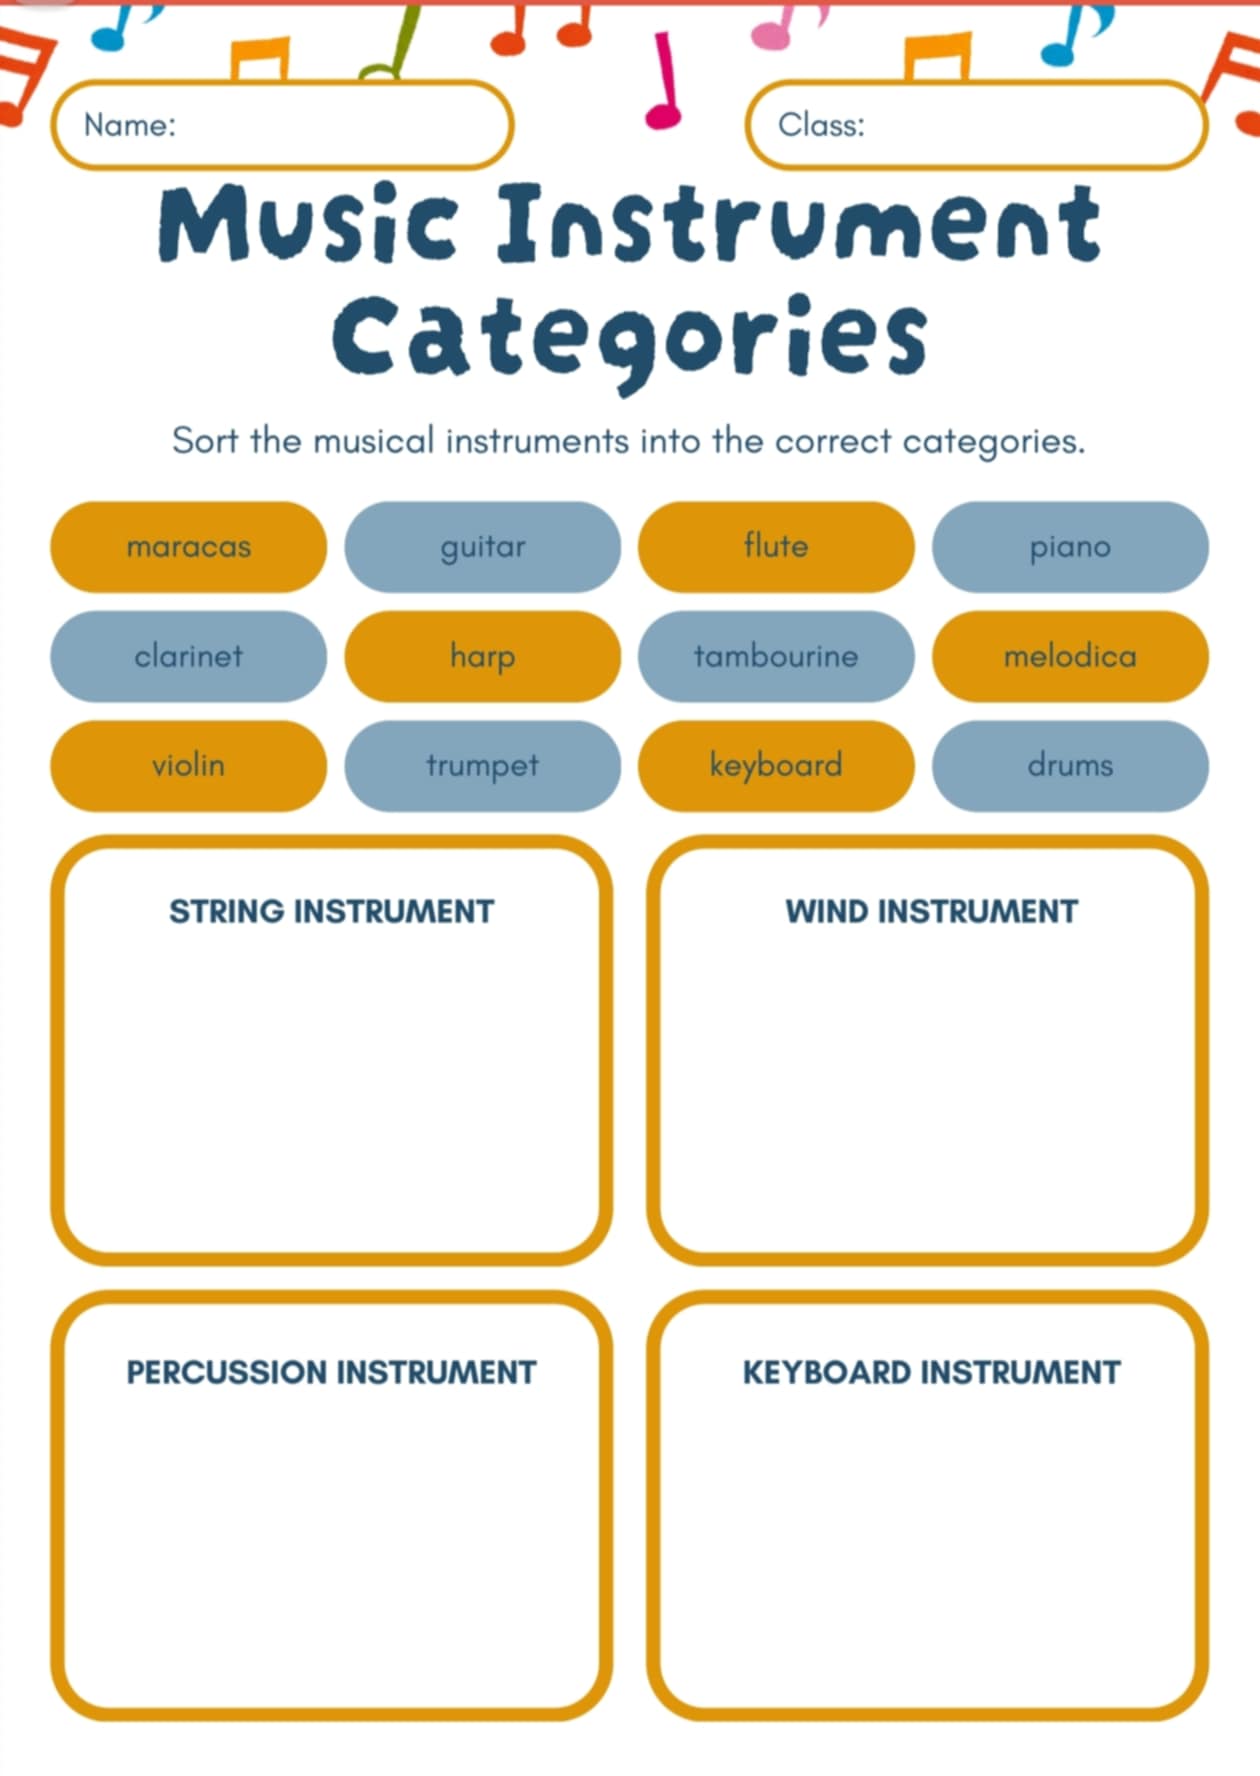 Name:
Class:
Music Instrument
Categories
Sort the musical instruments into the correct categories.
maracas
guitar
flute
piano
clarinet
harp
tambourine
melodica
violin
trumpet
keyboard
drums
STRING INSTRUMENT
WIND INSTRUMENT
PERCUSSION INSTRUMENT
KEYBOARD INSTRUMENT